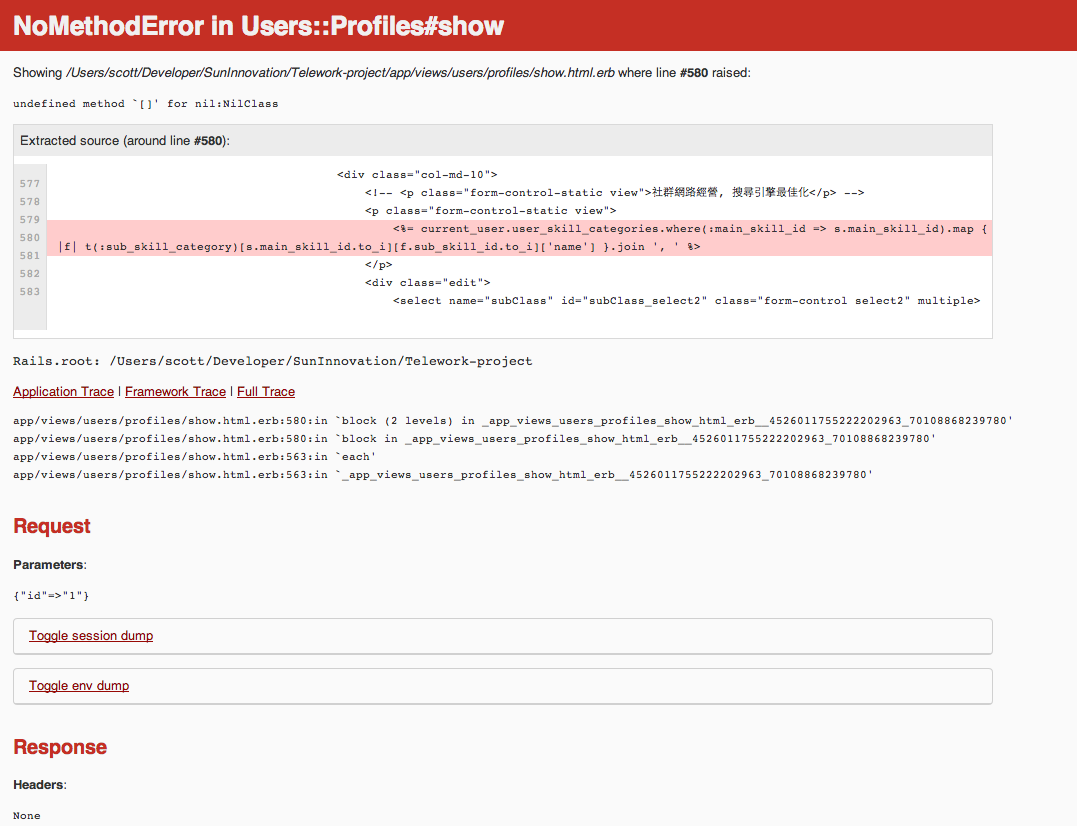 NoMethodError in Users::Profiles#show
Showing /Users/scott/Developer/SunInnovation/Telework-project/app/views/users/profiles/show.html.erb where line #580 raised:
undefined method `[]' for nil:NilClass
Extracted source (around line #580):
577
578
579
580
581
582
583
<div class="col-md-10">
<!-- <p class="form-control-static view">社群網路經營, 搜尋引擎最佳化</p> -->
<p class="form-control-static view">
<%= current_user.user_skill_categories.where(:main_skill_id => s.main_skill_id).map {
|f| t(:sub_skill_category)[s.main_skill_id.to_i][f.sub_skill_id.to_i]['name'] }.join ', ' %>
</p>
<div class="edit">
<select name="subClass" id="subClass_select2" class="form-control select2" multiple>
Rails.root: /Users/scott/Developer/SunInnovation/Telework-project
Application Trace | Framework Trace | Full Trace
app/views/users/profiles/show.html.erb:580:in `block (2 levels) in _app_views_users_profiles_show_html_erb__4526011755222202963_70108868239780'
app/views/users/profiles/show.html.erb:580:in `block in _app_views_users_profiles_show_html_erb__4526011755222202963_70108868239780'
app/views/users/profiles/show.html.erb:563:in `each'
app/views/users/profiles/show.html.erb:563:in `_app_views_users_profiles_show_html_erb__4526011755222202963_70108868239780'
Request
Parameters:
{"id"=>"1"}
Toggle session dump
Toggle env dump
Response
Headers:
None